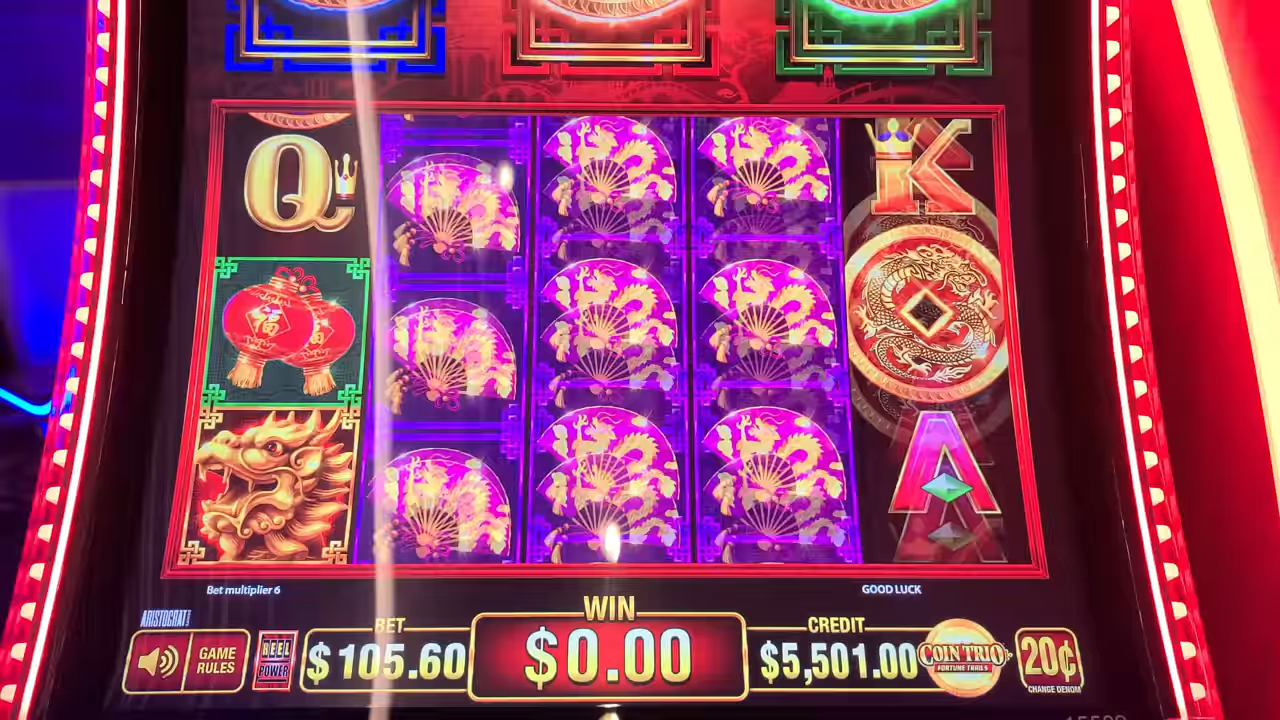 Q
K
福
A
Bet multiplier 6
GOOD LUCK
ARISTOCRAT
GAME
RULES
REEL
POWER
BET
$105.60
WIN
$0.00
CREDIT
$5,501.00
COIN TRIO
FORTUNE TRAILS
20¢
CHANGE DENOM